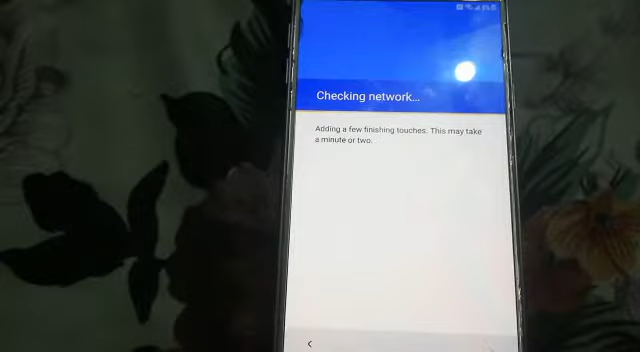 Checking network...
Adding a few finishing touches. This may take
a minute or two.